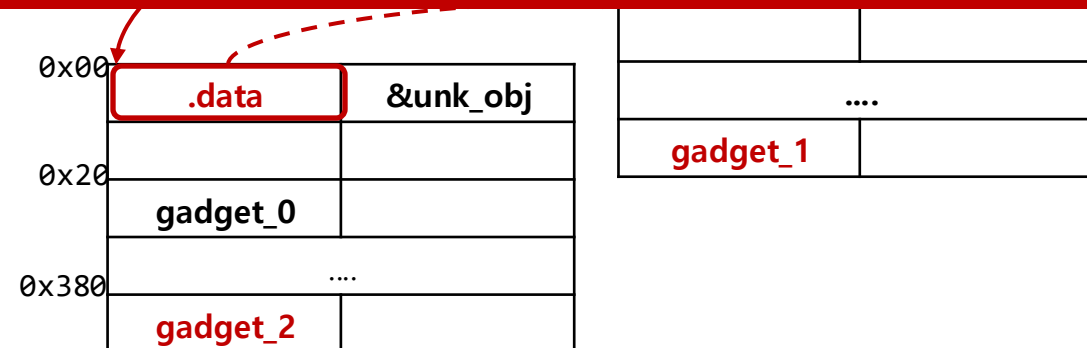 0x00
.data &unk_obj
0x20
gadget_0
....
0x380
gadget_2
....
gadget_1